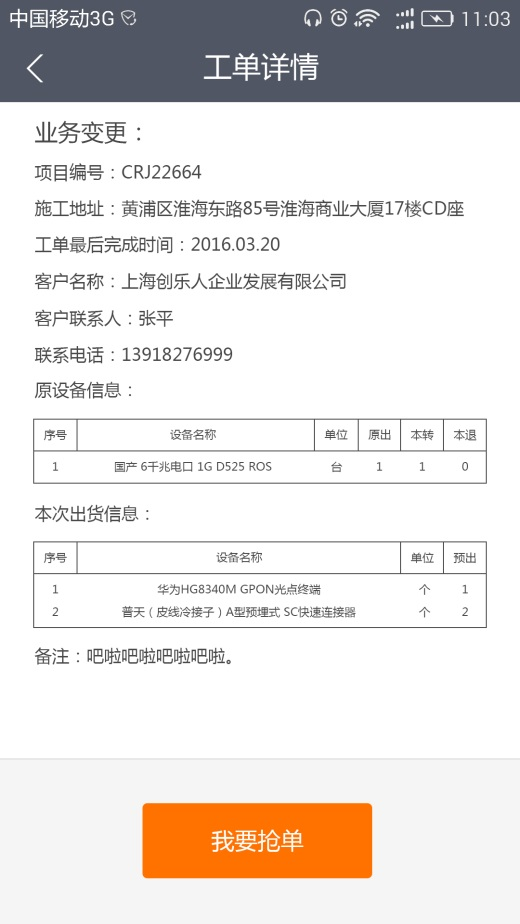 中国移动3G 11:03
工单详情
业务变更：
项目编号：CRJ22664
施工地址：黄浦区淮海东路85号淮海商业大厦17楼CD座
工单最后完成时间：2016.03.20
客户名称：上海创乐人企业发展有限公司
客户联系人：张平
联系电话：13918276999
原设备信息：
序号 设备名称 单位 原出 本转 本退
1 国产 6千兆电口 1G D525 ROS 台 1 1 0
本次出货信息：
序号 设备名称 单位 预出
1 华为HG8340M GPON光点终端 个 1
2 普天（皮线冷接子）A型预埋式 SC快速连接器 个 2
备注：吧啦吧啦吧啦吧啦。
我要抢单